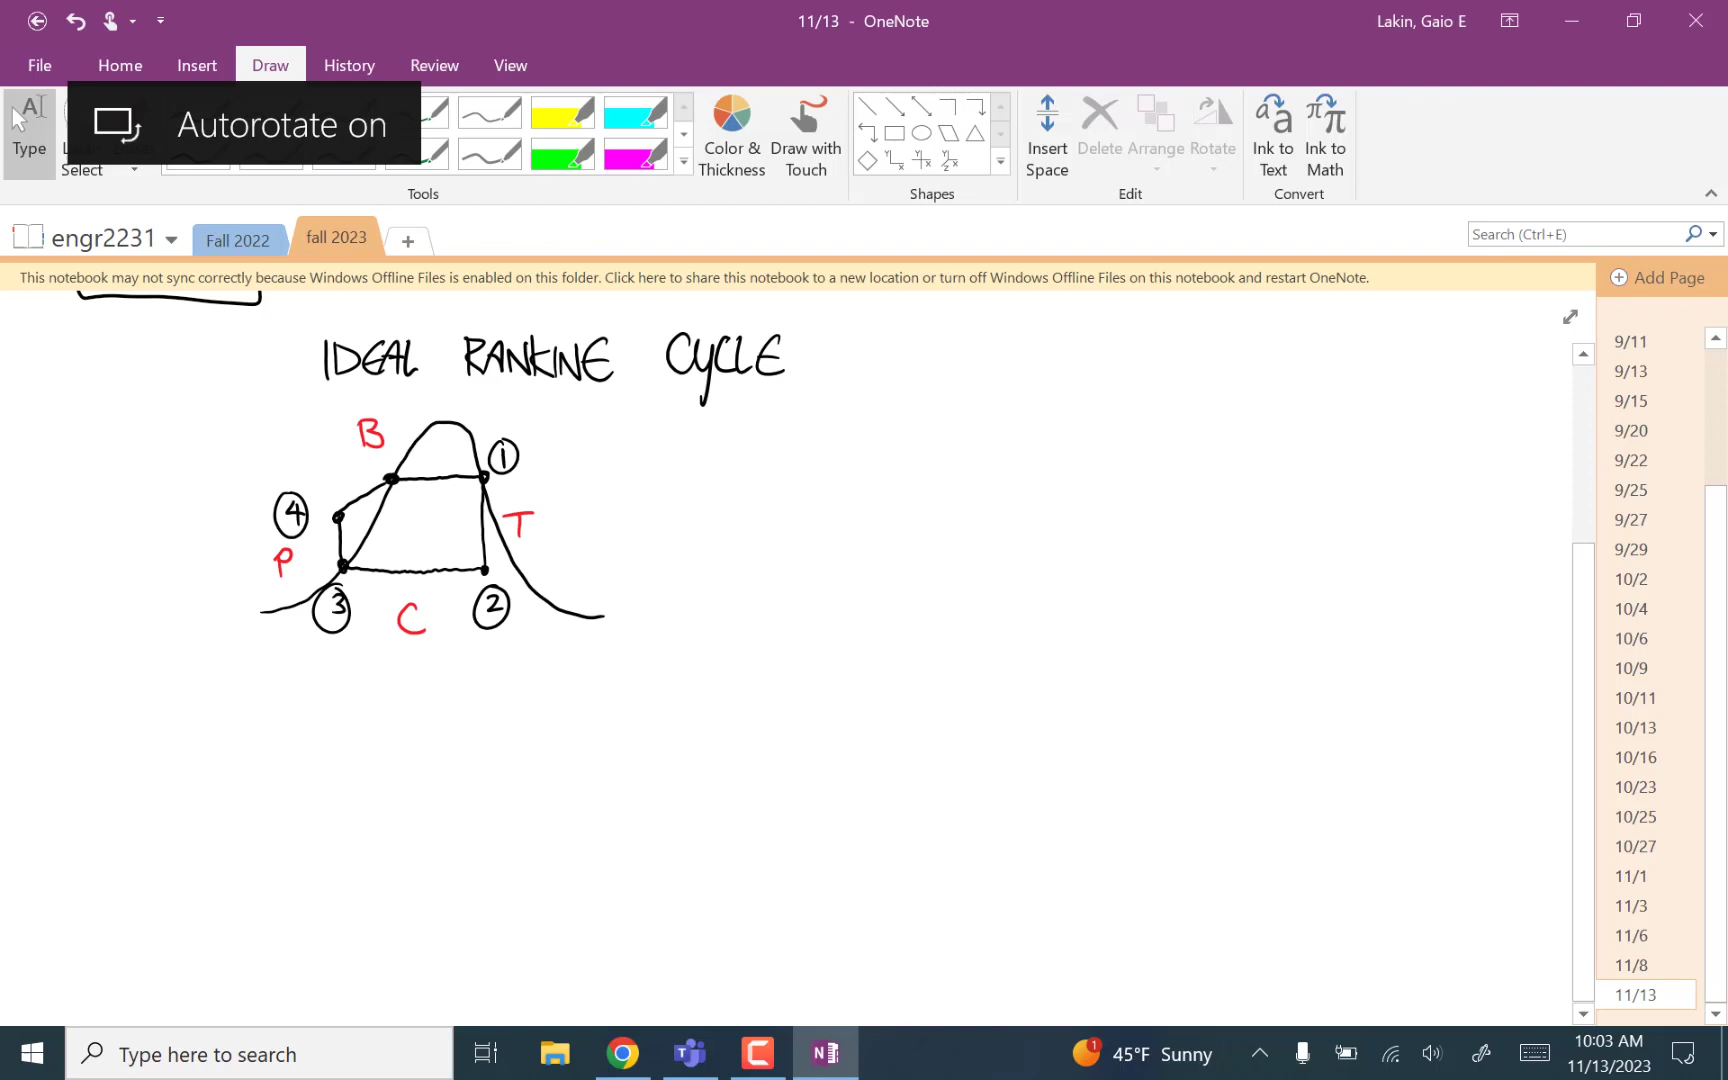 11/13 - OneNote
Lakin, Gaio E
File Home Insert Draw History Review View
Autorotate on
Type
Select
Color & Thickness
Draw with Touch
Insert Space
Delete
Arrange
Rotate
Ink to Text
Ink to Math
Tools
Shapes
Edit
Convert
engr2231
Fall 2022
fall 2023
Search (Ctrl+E)
This notebook may not sync correctly because Windows Offline Files is enabled on this folder. Click here to share this notebook to a new location or turn off Windows Offline Files on this notebook and restart OneNote.
Add Page
IDEAL RANKINE CYCLE
B
1
4
T
P
3
C
2
9/11
9/13
9/15
9/20
9/22
9/25
9/27
9/29
10/2
10/4
10/6
10/9
10/11
10/13
10/16
10/23
10/25
10/27
11/1
11/3
11/6
11/8
11/13
Type here to search
1
45°F Sunny
10:03 AM
11/13/2023